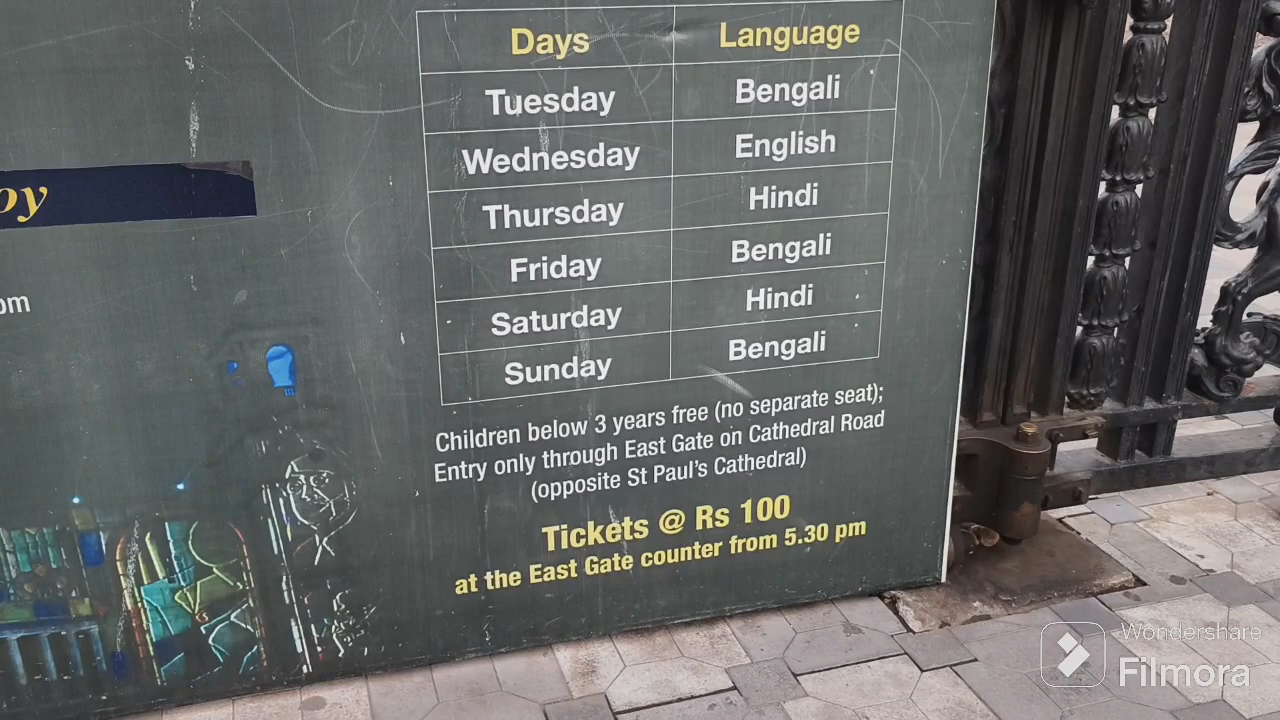 Days Language
Tuesday Bengali
Wednesday English
Thursday Hindi
Friday Bengali
Saturday Hindi
Sunday Bengali
Children below 3 years free (no separate seat);
Entry only through East Gate on Cathedral Road
(opposite St Paul's Cathedral)
Tickets @ Rs 100
at the East Gate counter from 5.30 pm
Wondershare
Filmora